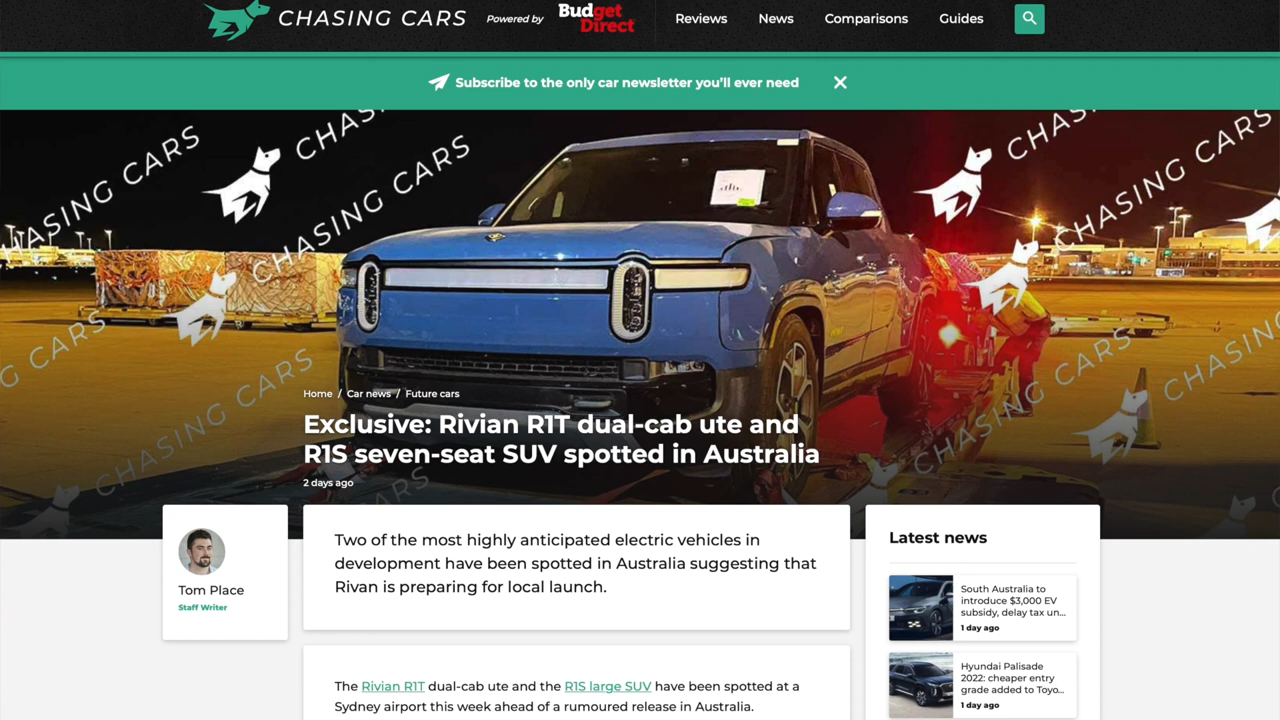 CHASING CARS
Powered by
Budget
Direct
Reviews
News
Comparisons
Guides
Subscribe to the only car newsletter you'll ever need
CHASING CARS
CHASING CARS
CHASING CARS
CHASING CARS
CHASING CARS
CHASING CARS
CHASING CARS
Home / Car news / Future cars
Exclusive: Rivian R1T dual-cab ute and
R1S seven-seat SUV spotted in Australia
2 days ago
Two of the most highly anticipated electric vehicles in
development have been spotted in Australia suggesting that
Rivan is preparing for local launch.
Tom Place
Staff Writer
The Rivian R1T dual-cab ute and the R1S large SUV have been spotted at a
Sydney airport this week ahead of a rumoured release in Australia.
Latest news
South Australia to
introduce $3,000 EV
subsidy, delay tax un...
1 day ago
Hyundai Palisade
2022: cheaper entry
grade added to Toyo...
1 day ago